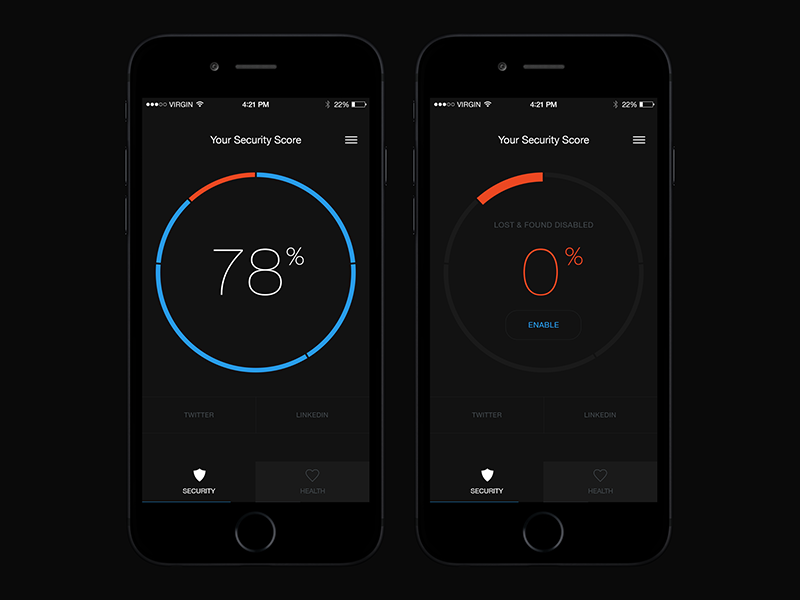 VIRGIN 4:21 PM 22%
Your Security Score
78%
TWITTER LINKEDIN
SECURITY HEALTH
VIRGIN 4:21 PM 22%
Your Security Score
LOST & FOUND DISABLED
0%
ENABLE
TWITTER LINKEDIN
SECURITY HEALTH